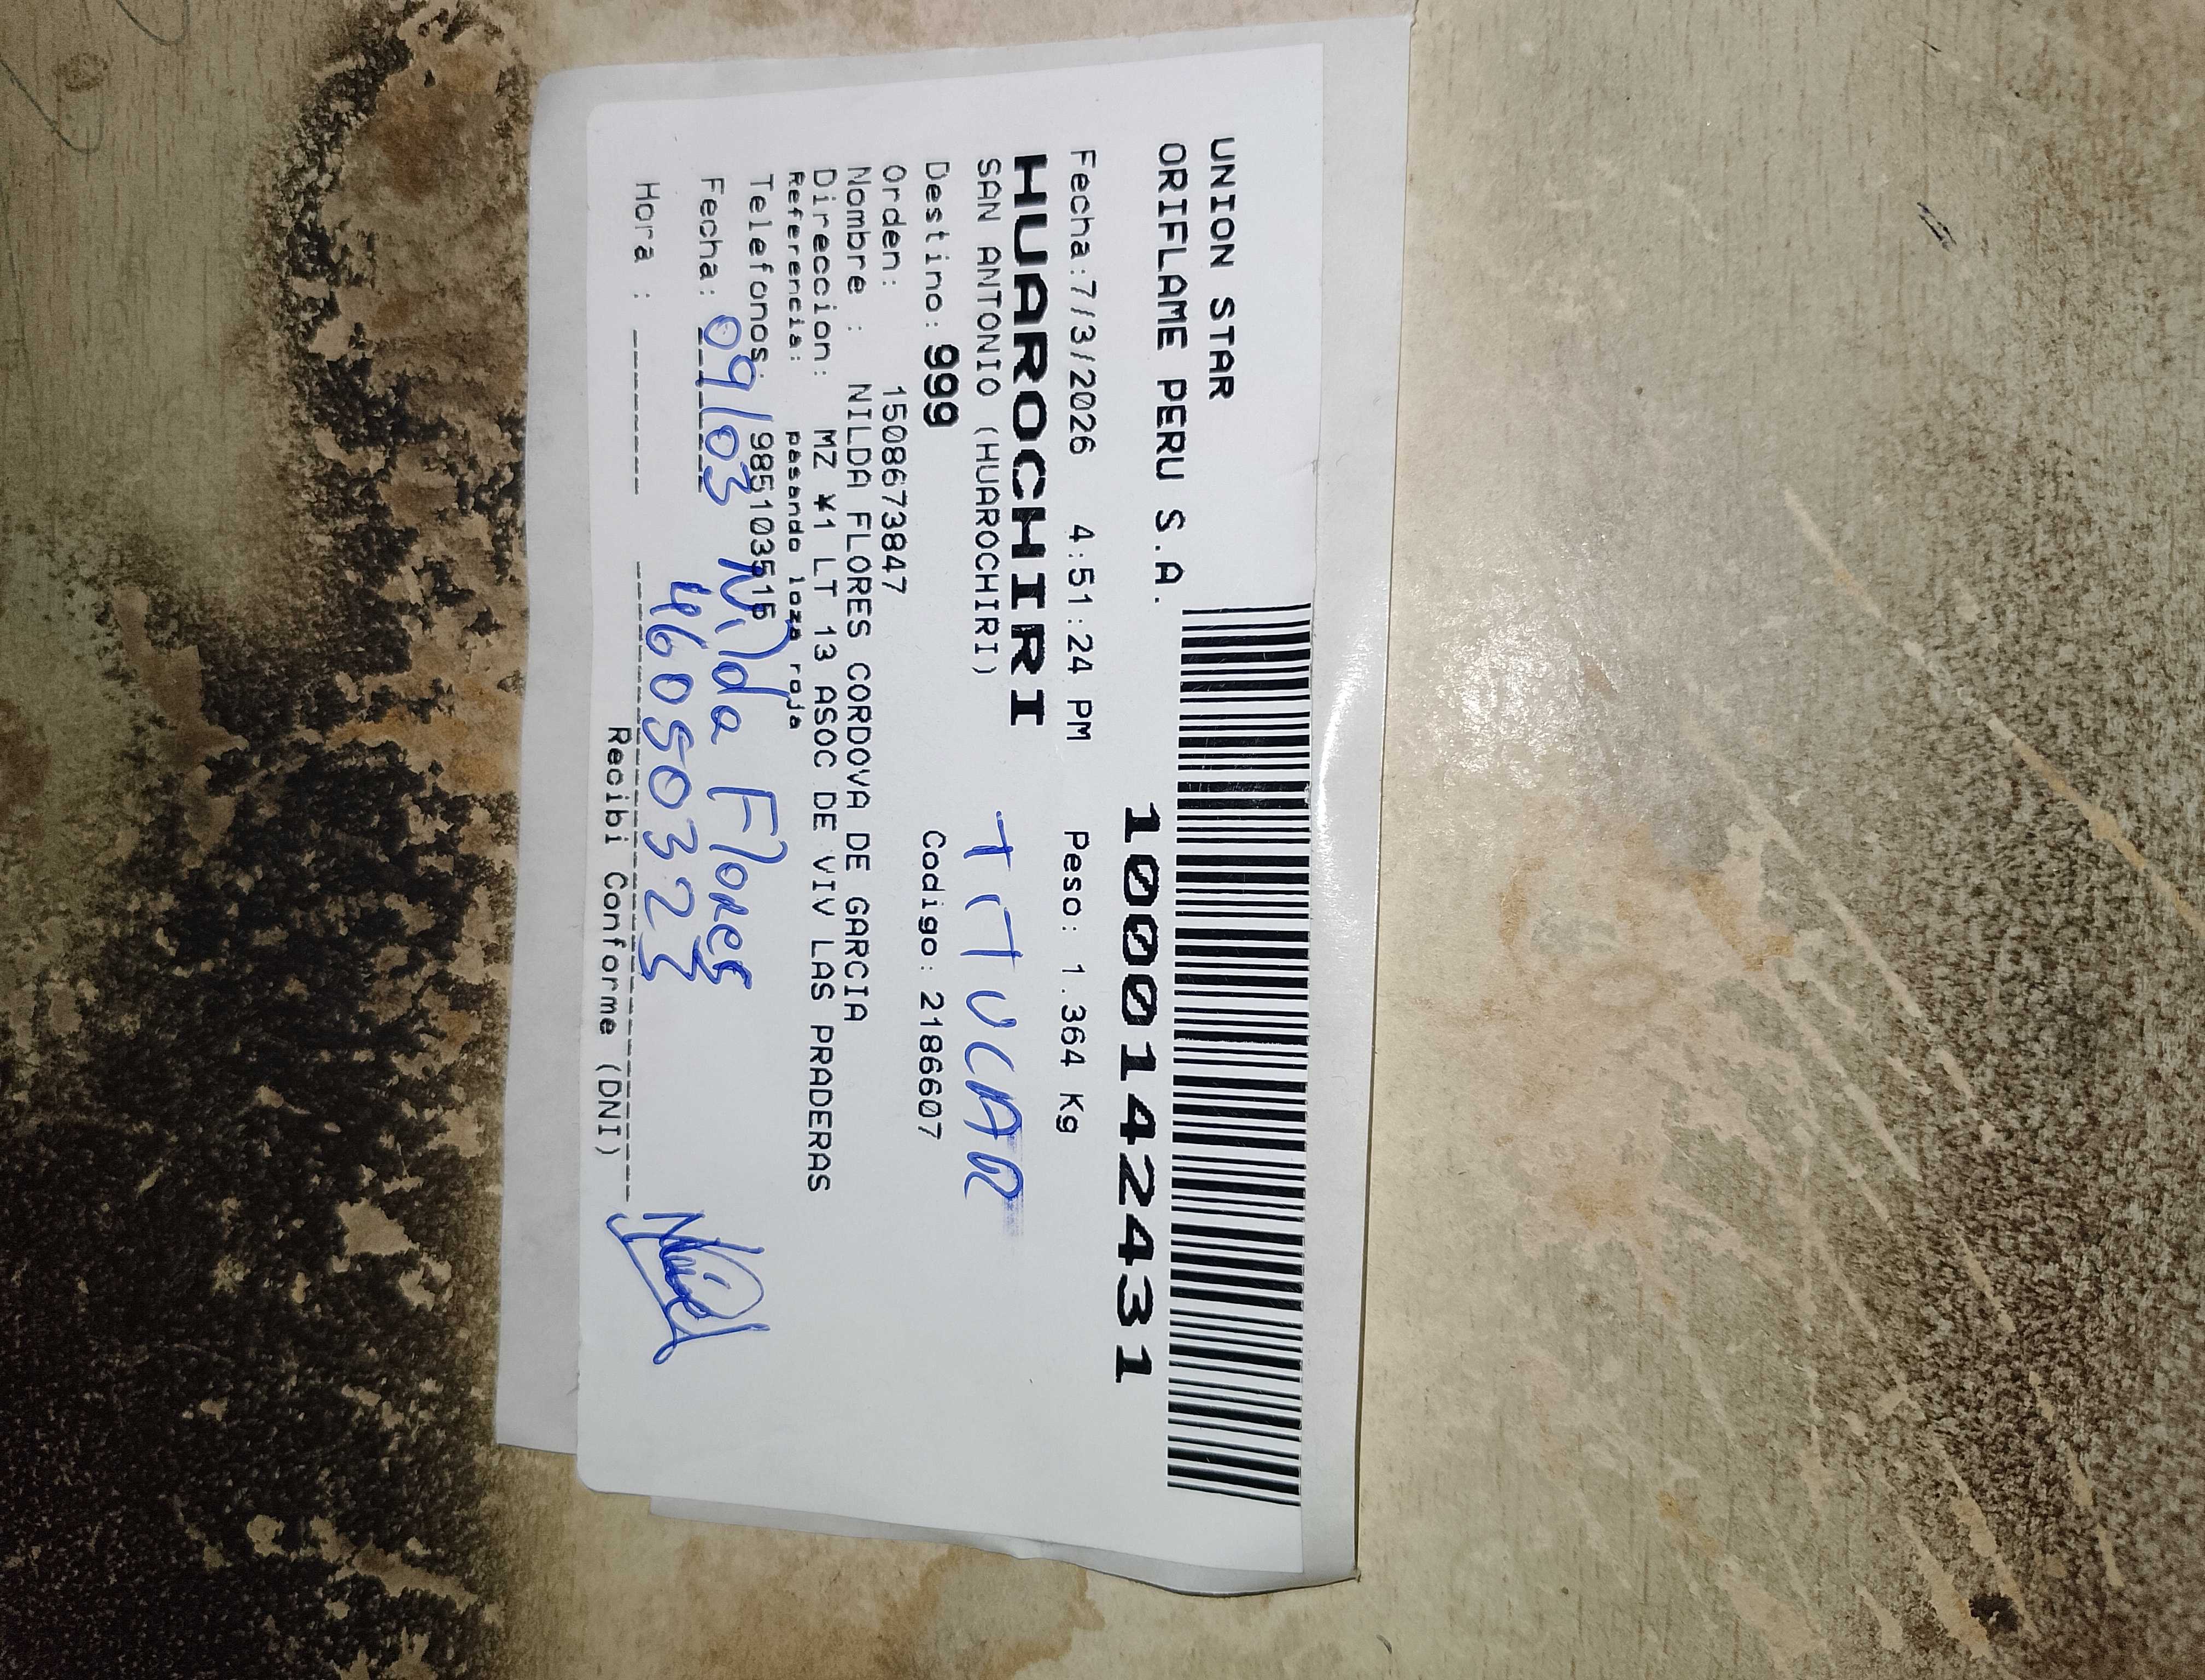 UNION STAR
ORIFLAME PERU S.A.
1000142431
Fecha:7/3/2026 4:51:24 PM Peso: 1.364 Kg
HUAROCHIRI
SAN ANTONIO (HUAROCHIRI) TITUCAR
Destino: 999 Codigo: 2186607
Orden: 1508673847
Nombre : NILDA FLORES CORDOVA DE GARCIA
Direccion: MZ ¥1 LT 13 ASOC DE VIV LAS PRADERAS
Referencia: pasando loza roja
Telefonos: 985103515
Fecha: 09/03 Nilda Flores
Hora : 46050323
Recibi Conforme (DNI)